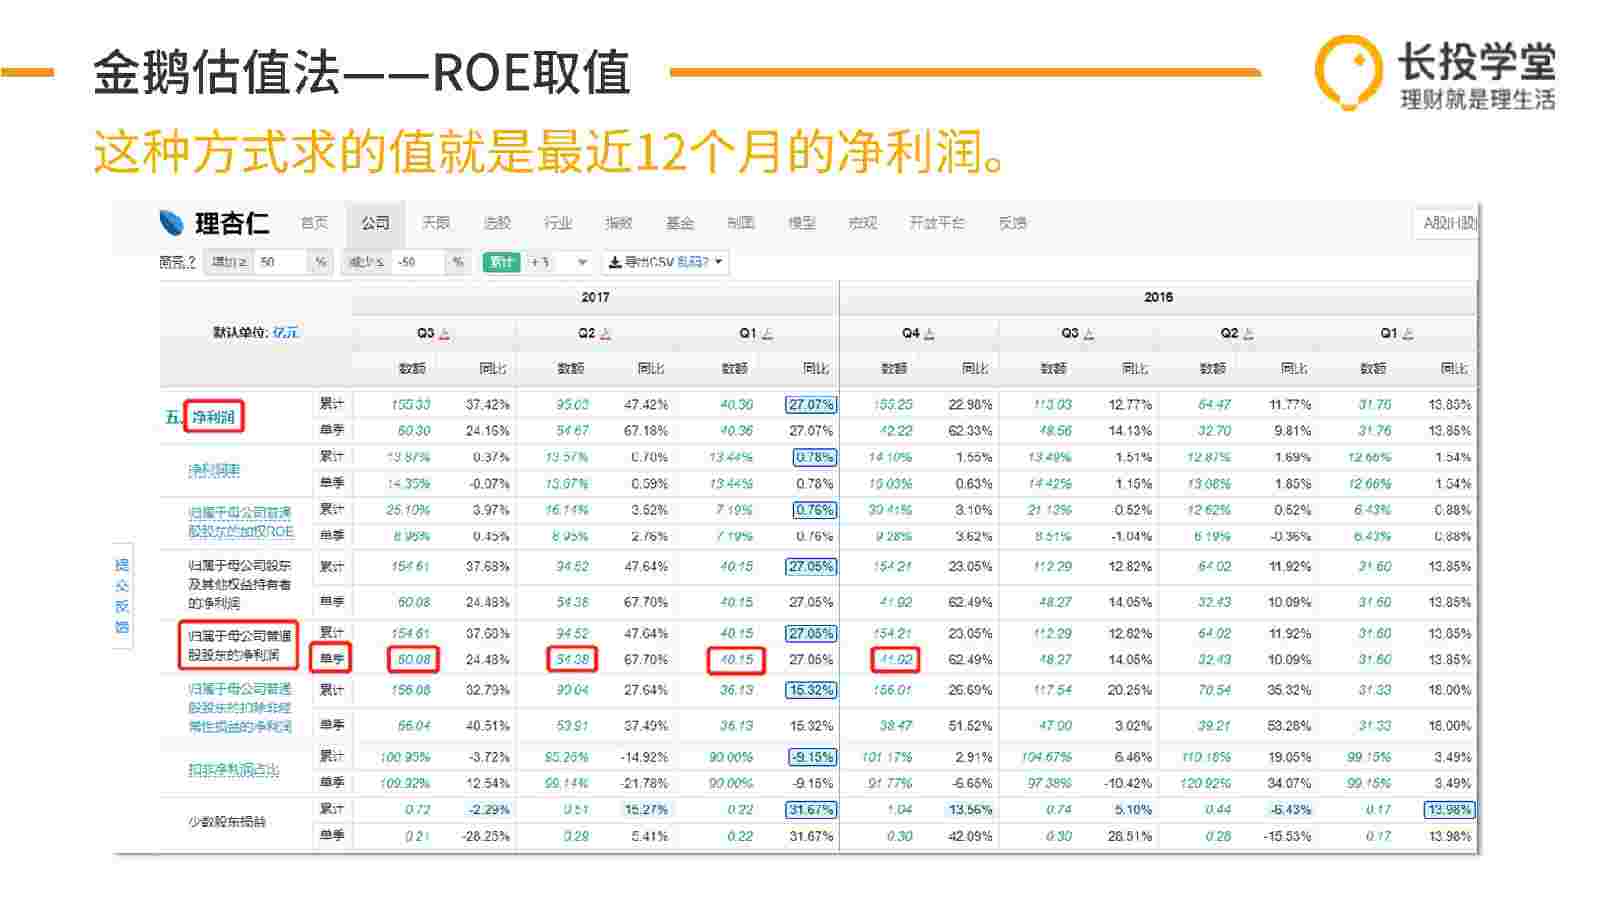 金鹅估值法——ROE取值
长投学堂
理财就是理生活
这种方式求的值就是最近12个月的净利润。
理杏仁 首页 公司 天眼 选股 行业 指数 基金 制图 模型 宏观 开放平台 反馈 A股|H股
增加≥ 50 % 减少≤ -50 % 累计 导出CSV 乱码?
2017 2016
默认单位: 亿元 Q3 Q2 Q1 Q4 Q3 Q2 Q1
数额 同比 数额 同比 数额 同比 数额 同比 数额 同比 数额 同比 数额 同比
五. 净利润
累计 37.42% 47.42% 40.36 27.07% 22.98% 12.77% 64.47 11.77% 31.76 13.85%
单季 60.30 24.16% 54.67 67.18% 40.36 27.07% 42.22 62.33% 48.56 14.13% 32.70 9.81% 31.76 13.85%
净利润率
累计 13.87% 0.37% 13.57% 0.70% 13.44% 0.78% 14.10% 1.55% 13.49% 1.51% 12.87% 1.69% 12.66% 1.54%
单季 14.35% -0.07% 13.67% 0.59% 13.44% 0.78% 0.63% 14.42% 1.15% 13.08% 1.85% 12.66% 1.54%
归属于母公司普通
股股东的加权ROE
累计 3.97% 16.14% 3.52% 7.19% 0.76% 30.41% 3.10% 21.13% 0.52% 12.62% 0.52% 6.43% 0.88%
单季 8.96% 0.45% 8.95% 2.76% 7.19% 0.76% 9.28% 3.62% 8.51% -1.04% 6.19% -0.36% 6.43% 0.88%
归属于母公司股东
及其他权益持有者
的净利润
累计 154.61 37.68% 94.52 47.64% 40.15 27.05% 154.21 23.05% 112.29 12.82% 64.02 11.92% 31.60 13.85%
单季 60.08 24.48% 54.38 67.70% 40.15 27.05% 41.92 62.49% 48.27 14.05% 32.43 10.09% 31.60 13.85%
归属于母公司普通
股股东的净利润
累计 154.61 37.68% 94.52 47.64% 40.15 27.05% 154.21 23.05% 112.29 12.82% 64.02 11.92% 31.60 13.85%
单季 60.08 24.48% 54.38 67.70% 40.15 27.05% 41.92 62.49% 48.27 14.05% 32.43 10.09% 31.60 13.85%
归属于母公司普通
股股东的扣除非经
常性损益的净利润
累计 156.08 32.79% 90.04 27.64% 36.13 15.32% 156.01 26.69% 117.54 20.25% 70.54 35.32% 31.33 18.00%
单季 66.04 40.51% 53.91 37.49% 36.13 15.32% 38.47 51.52% 47.00 3.02% 39.21 53.28% 31.33 18.00%
扣非净利润占比
累计 100.95% -3.72% 95.26% -14.92% 90.00% -9.15% 101.17% 2.91% 104.67% 6.46% 110.18% 19.05% 99.15% 3.49%
单季 109.92% 12.54% 99.14% -21.78% 90.00% -9.15% 91.77% -6.65% 97.38% -10.42% 120.92% 34.07% 99.15% 3.49%
少数股东损益
累计 0.72 -2.29% 0.51 15.27% 0.22 31.67% 1.04 13.56% 0.74 5.10% 0.44 -6.43% 0.17 13.98%
单季 0.21 0.29 5.41% 0.22 31.67% 0.30 -42.09% 0.30 0.28 0.17 13.98%
提交反馈